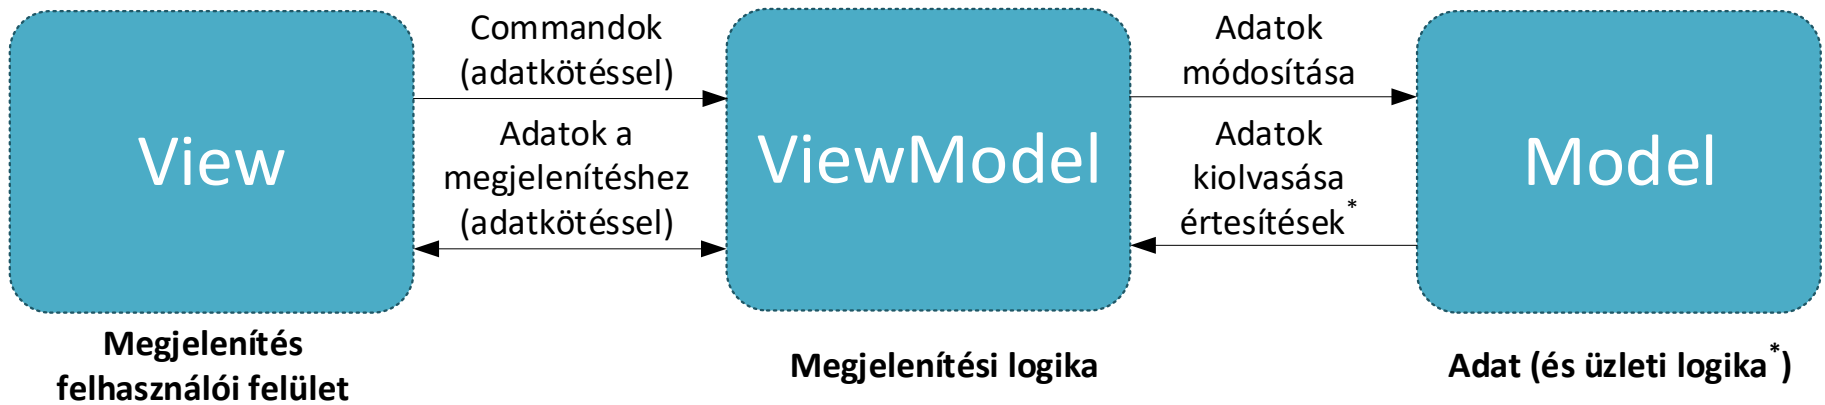 View
Commandok
(adatkötéssel)
Adatok a
megjelenítéshez
(adatkötéssel)
ViewModel
Adatok
módosítása
Adatok
kiolvasása
értesítések*
Model
Megjelenítés
felhasználói felület
Megjelenítési logika
Adat (és üzleti logika*)